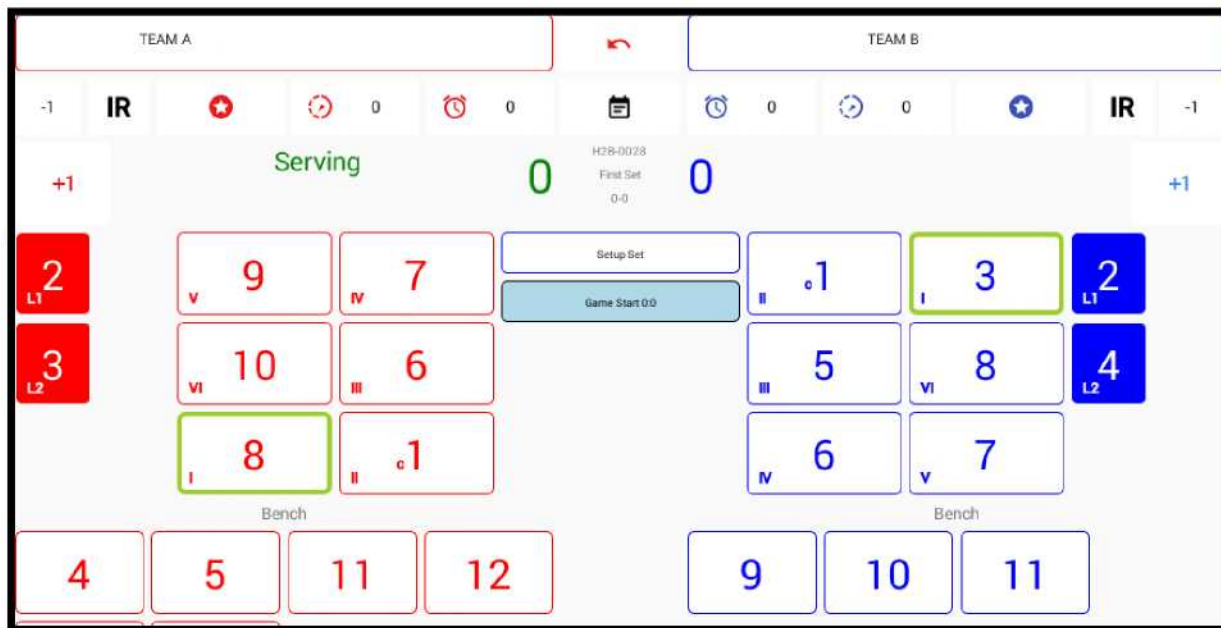 TEAM A
TEAM B
-1 IR 0 0 0 0 IR -1
+1 Serving 0 H28-0028 0 +1
First Set
0-0
2 L1 V 9 IV 7 Setup Set II c1 I 3 2 L1
Game Start 0:0
3 L2 VI 10 III 6 III 5 VI 8 4 L2
I 8 II c1 IV 6 V 7
Bench Bench
4 5 11 12 9 10 11